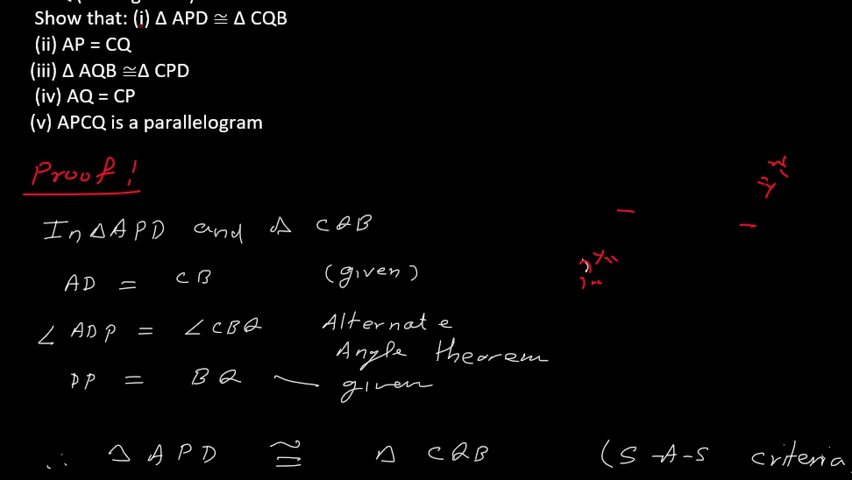 Show that: (i) Δ APD ≅ Δ CQB
(ii) AP = CQ
(iii) Δ AQB ≅Δ CPD
(iv) AQ = CP
(v) APCQ is a parallelogram
Proof!
In Δ APD and Δ CQB
AD = CB (given)
∠ ADP = ∠ CBQ Alternate
Angle theorem
DP = BQ — given
∴ Δ APD ≅ Δ CQB (S-A-S criteria